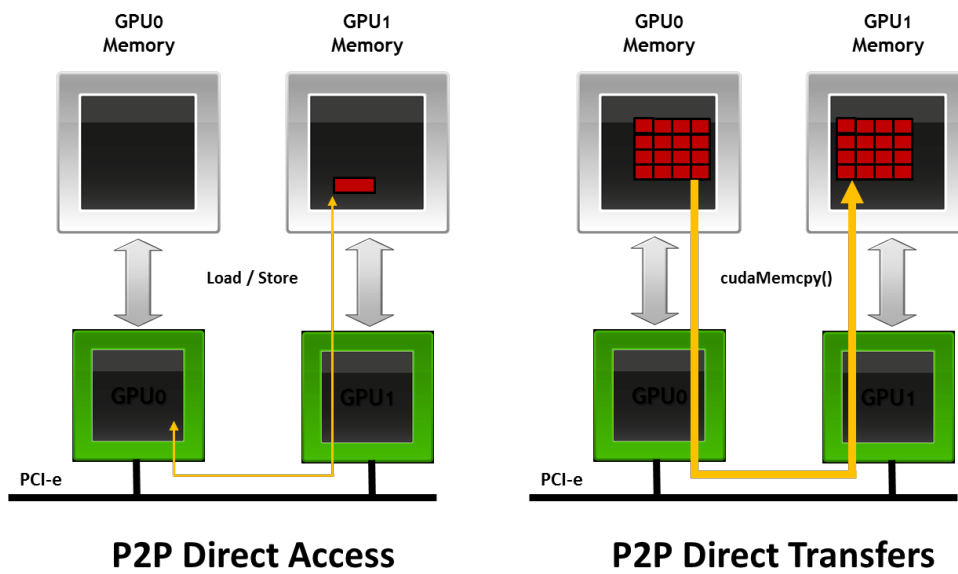 GPU0
Memory
GPU1
Memory
Load / Store
GPU0
GPU1
PCI-e
P2P Direct Access
GPU0
Memory
GPU1
Memory
cudaMemcpy()
GPU0
GPU1
PCI-e
P2P Direct Transfers